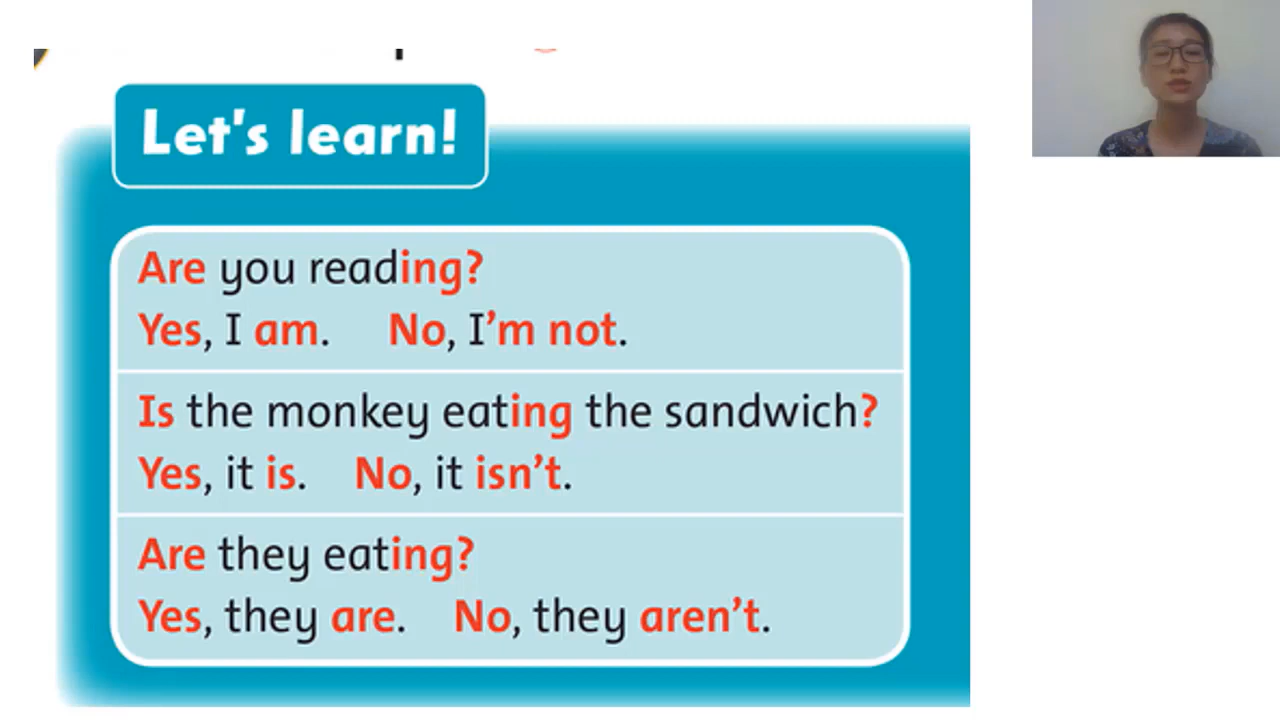 Let's learn!
Are you reading?
Yes, I am. No, I'm not.
Is the monkey eating the sandwich?
Yes, it is. No, it isn't.
Are they eating?
Yes, they are. No, they aren't.